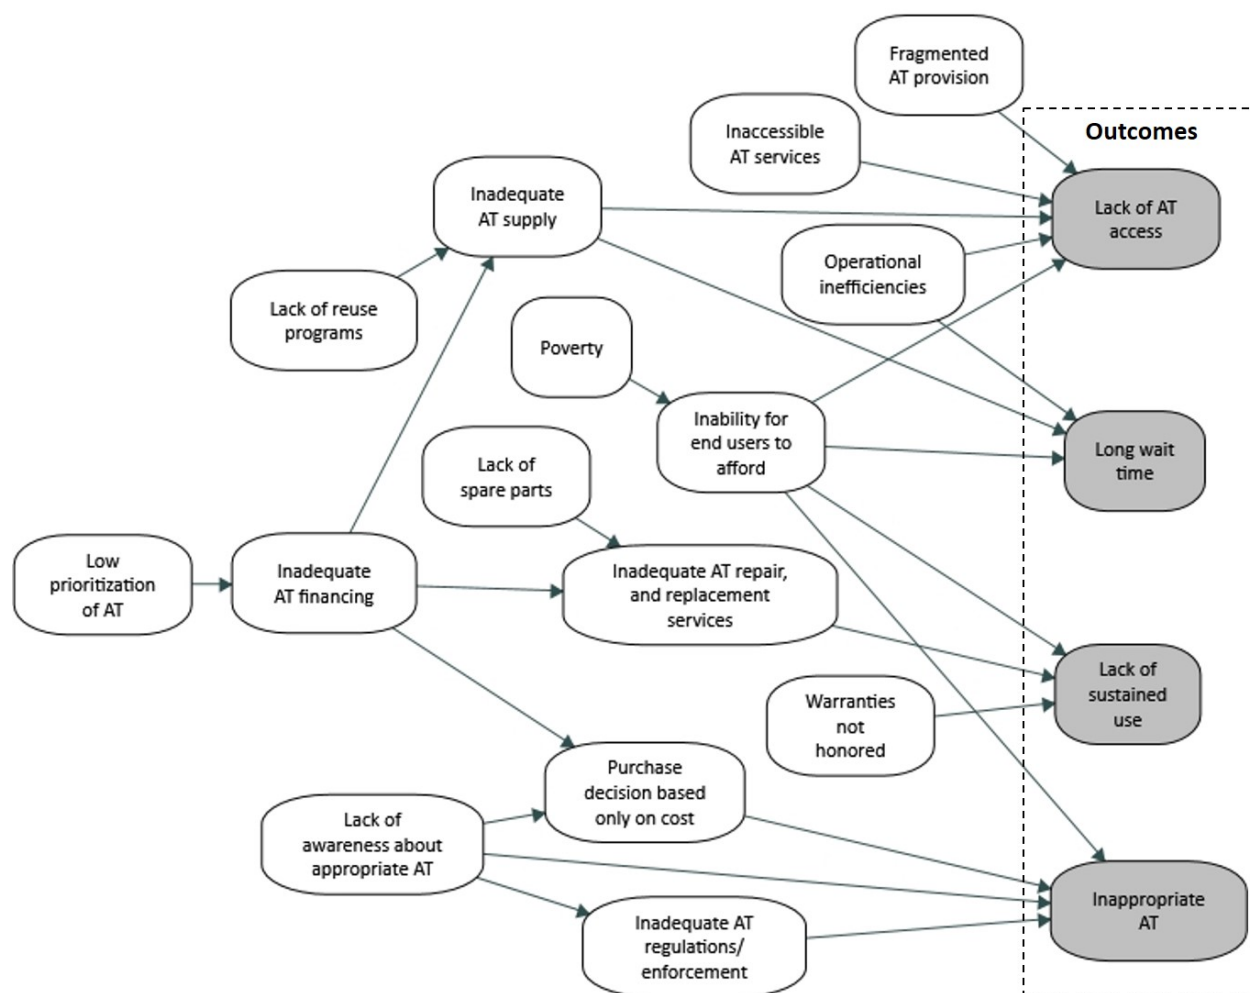 Fragmented
AT provision
Outcomes
Inaccessible
AT services
Inadequate
AT supply
Lack of AT
access
Operational
inefficiencies
Lack of reuse
programs
Poverty
Inability for
end users to
afford
Long wait
time
Lack of
spare parts
Low
prioritization
of AT
Inadequate
AT financing
Inadequate AT repair,
and replacement
services
Lack of
sustained
use
Warranties
not
honored
Purchase
decision based
only on cost
Lack of
awareness about
appropriate AT
Inappropriate
AT
Inadequate AT
regulations/
enforcement